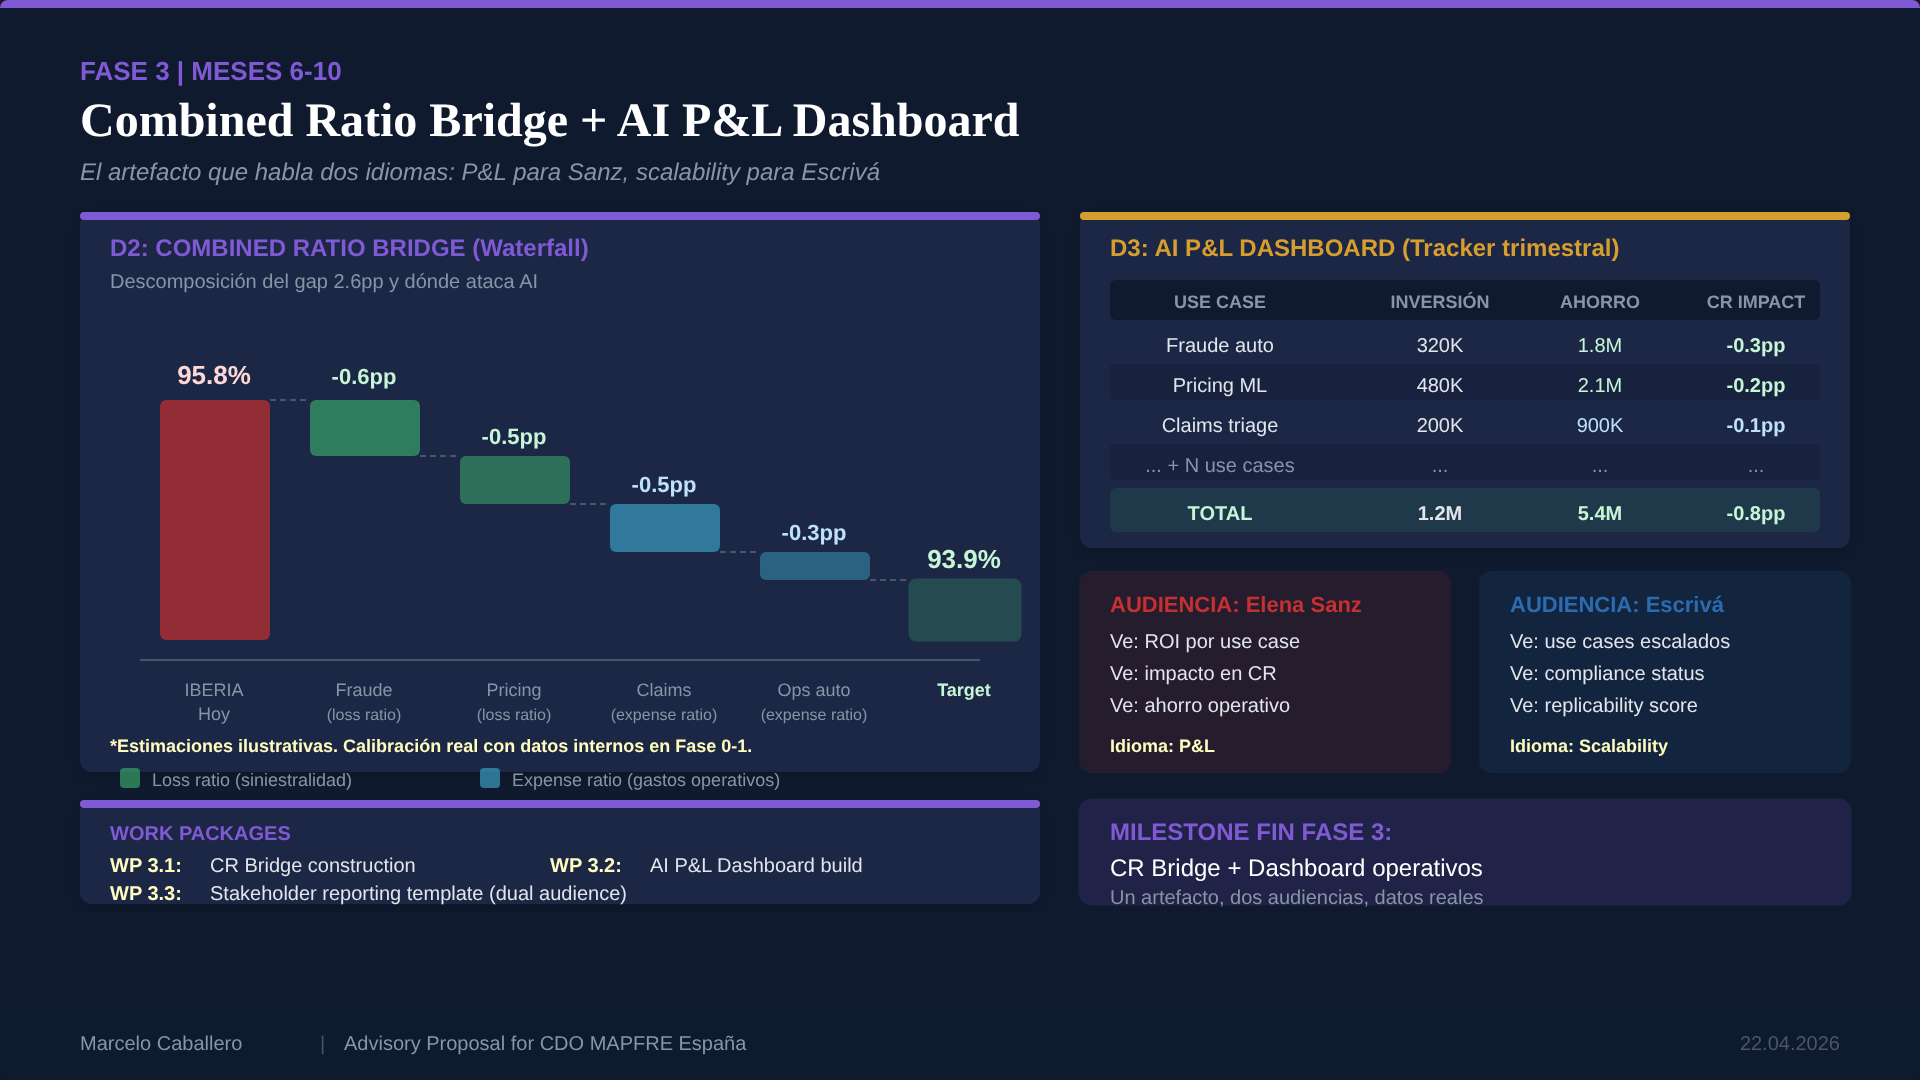 FASE 3 | MESES 6-10
Combined Ratio Bridge + AI P&L Dashboard
El artefacto que habla dos idiomas: P&L para Sanz, scalability para Escrivá
D2: COMBINED RATIO BRIDGE (Waterfall)
Descomposición del gap 2.6pp y dónde ataca AI
95.8%
-0.6pp
-0.5pp
-0.5pp
-0.3pp
93.9%
IBERIA Hoy
Fraude (loss ratio)
Pricing (loss ratio)
Claims (expense ratio)
Ops auto (expense ratio)
Target
*Estimaciones ilustrativas. Calibración real con datos internos en Fase 0-1.
Loss ratio (siniestralidad) Expense ratio (gastos operativos)
D3: AI P&L DASHBOARD (Tracker trimestral)
USE CASE INVERSIÓN AHORRO CR IMPACT
Fraude auto 320K 1.8M -0.3pp
Pricing ML 480K 2.1M -0.2pp
Claims triage 200K 900K -0.1pp
... + N use cases ... ... ...
TOTAL 1.2M 5.4M -0.8pp
AUDIENCIA: Elena Sanz
Ve: ROI por use case
Ve: impacto en CR
Ve: ahorro operativo
Idioma: P&L
AUDIENCIA: Escrivá
Ve: use cases escalados
Ve: compliance status
Ve: replicability score
Idioma: Scalability
WORK PACKAGES
WP 3.1: CR Bridge construction WP 3.2: AI P&L Dashboard build
WP 3.3: Stakeholder reporting template (dual audience)
MILESTONE FIN FASE 3:
CR Bridge + Dashboard operativos
Un artefacto, dos audiencias, datos reales
Marcelo Caballero | Advisory Proposal for CDO MAPFRE España
22.04.2026